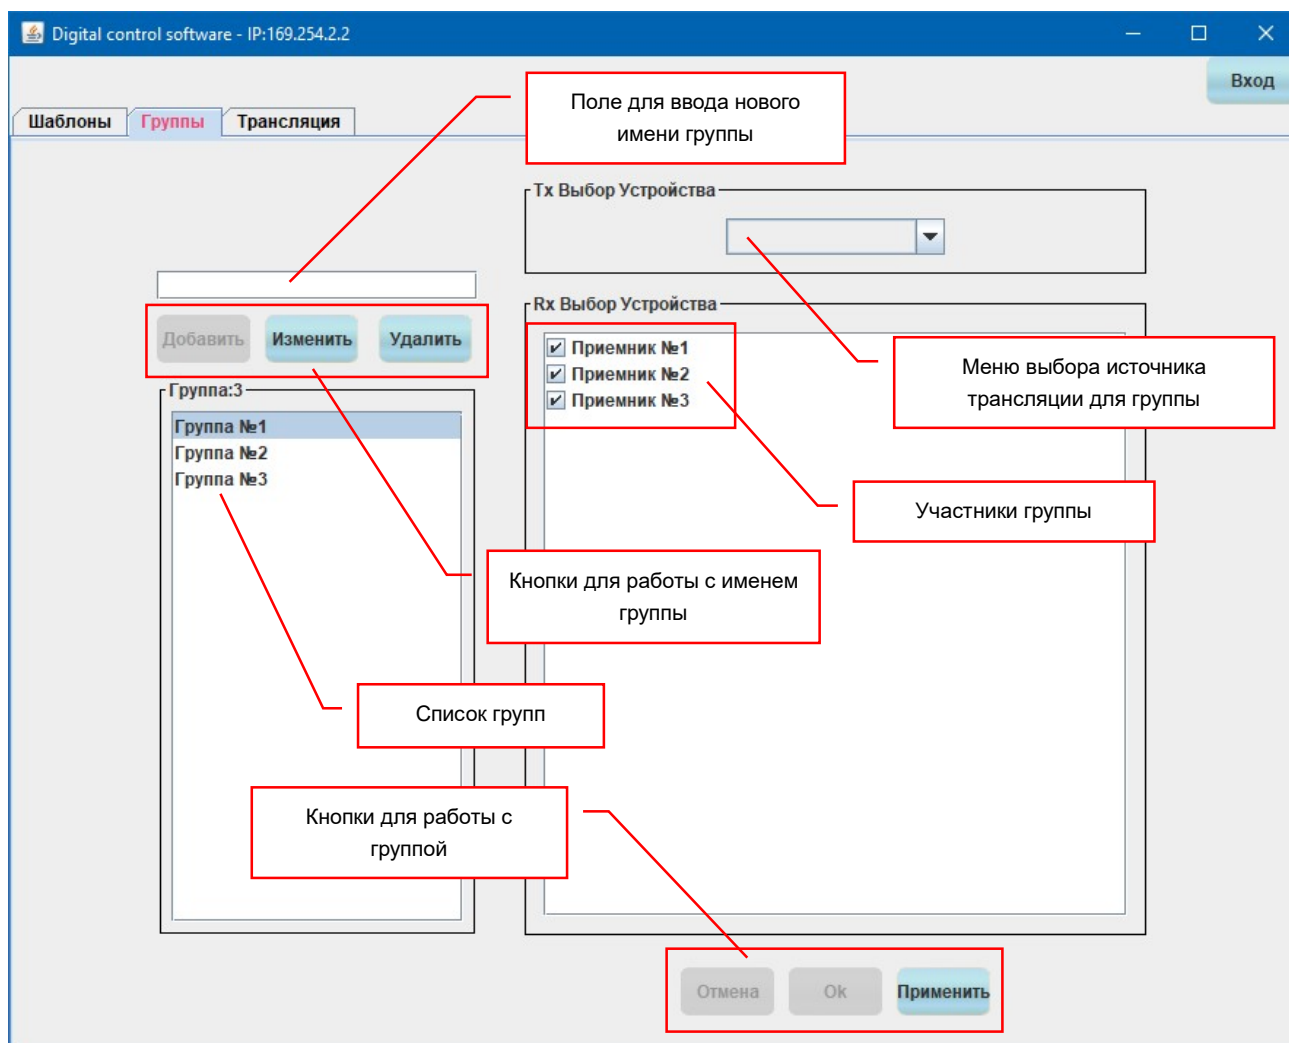 Digital control software - IP:169.254.2.2
Вход
Шаблоны Группы Трансляция
Поле для ввода нового
имени группы
Tx Выбор Устройства
Rx Выбор Устройства
Добавить Изменить Удалить
Приемник №1
Приемник №2
Приемник №3
Меню выбора источника
трансляции для группы
Группа:3
Группа №1
Группа №2
Группа №3
Участники группы
Кнопки для работы с именем
группы
Список групп
Кнопки для работы с
группой
Отмена Ok Применить